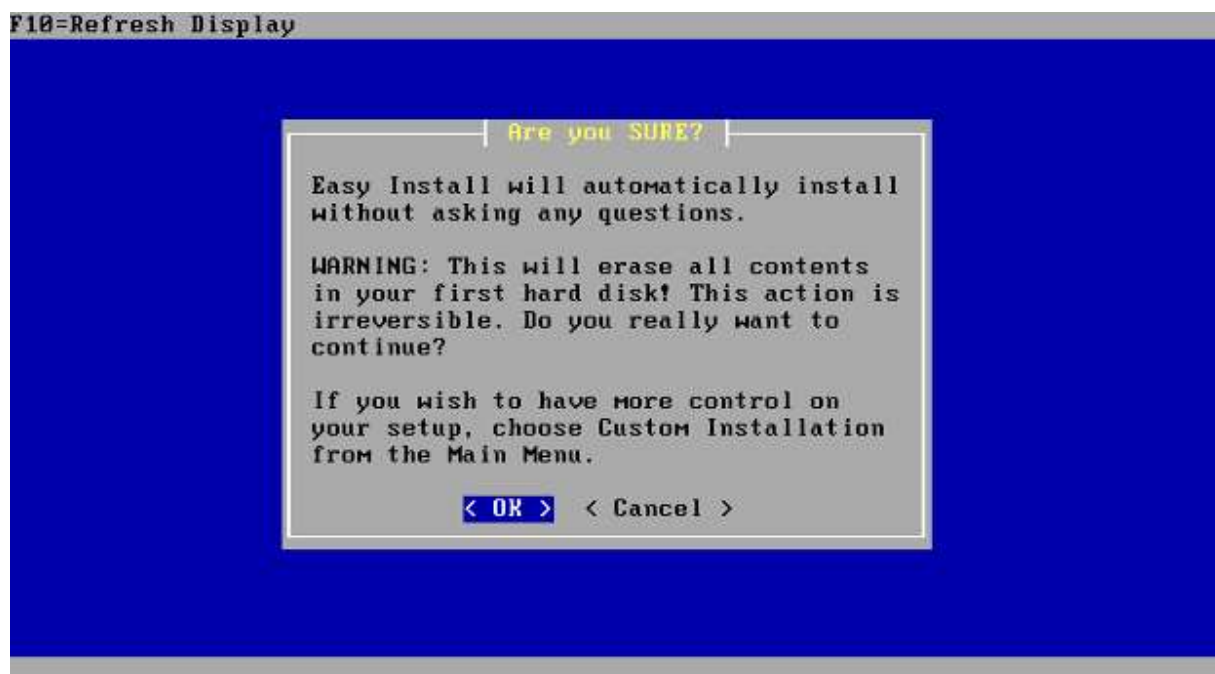 F10=Refresh Display
Are you SURE?
Easy Install will automatically install
without asking any questions.
WARNING: This will erase all contents
in your first hard disk! This action is
irreversible. Do you really want to
continue?
If you wish to have more control on
your setup, choose Custom Installation
from the Main Menu.
< OK > < Cancel >